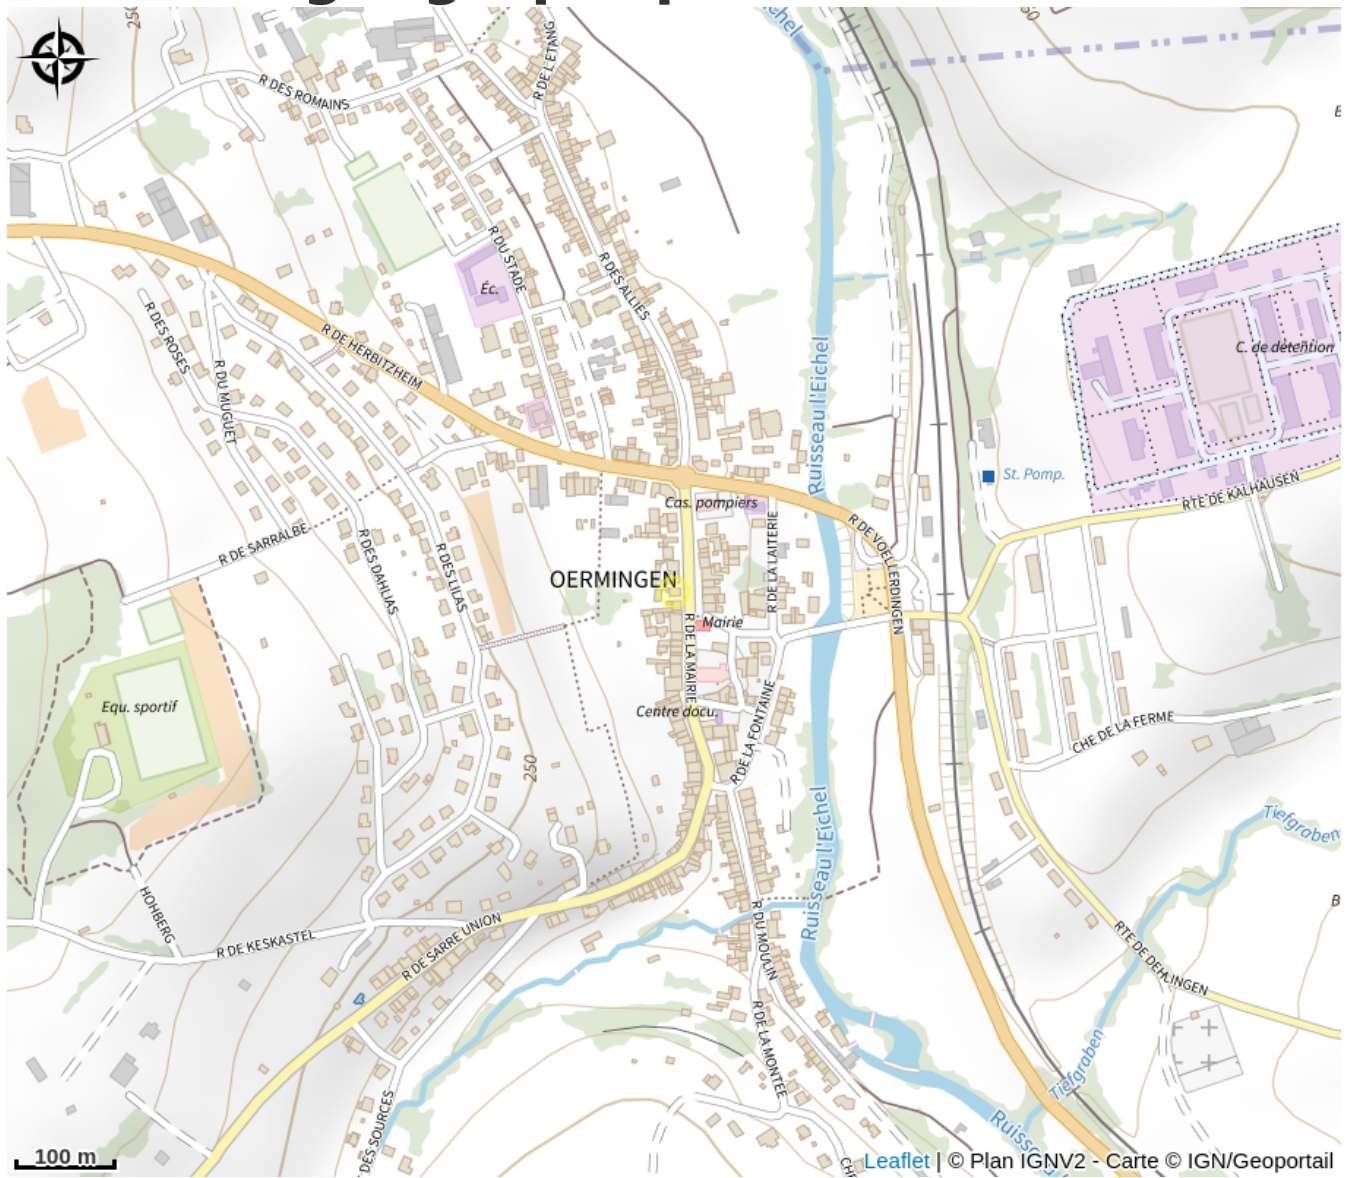 250
R DE L'ETANG
50
R DES ROMAINS
R DU STADE
Éc.
R DES ALLIES
R DES ROSES
R DU MUGUET
R DE HERBITZHEIM
Ruisseau l'Eichel
C. de détention
St. Pomp.
RTE DE KALHAUSEN
Cas. pompiers
R DE LA LAITERIE
R DE VOELLERDINGEN
R DE SARRALBE
R DES DAHLIAS
R DES LILAS
OERMINGEN
Mairie
R DE LA MAIRIE
Centre docu.
R DE LA FONTAINE
Equ. sportif
250
CHE DE LA FERME
Tiefgraben
Ruisseau l'Eichel
HOHBERG
R DE KESKASTEL
R DE SARRE UNION
R DU MOULIN
RTE DE DEHLINGEN
R DE LA MONTEE
Tiefgraben
DES SOURCES
100 m
Leaflet | © Plan IGNV2 - Carte © IGN/Geoportail